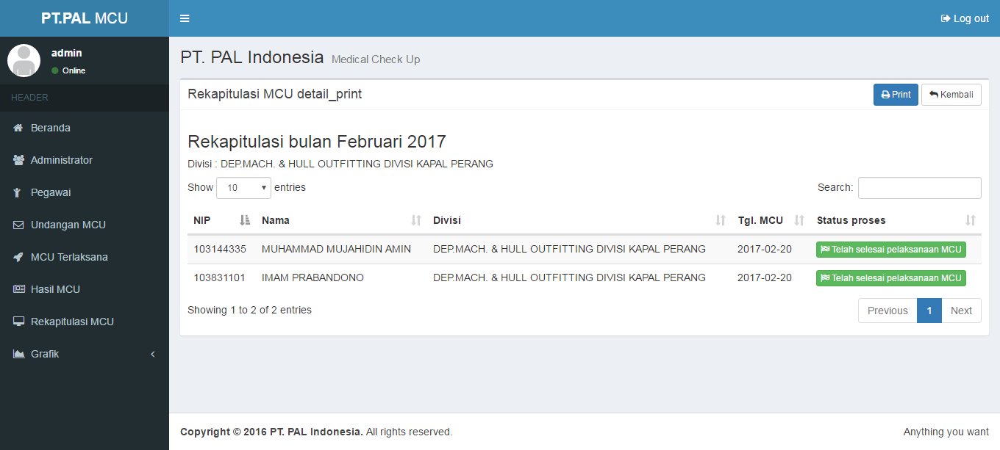 PT.PAL MCU
Log out
admin
Online
HEADER
Beranda
Administrator
Pegawai
Undangan MCU
MCU Terlaksana
Hasil MCU
Rekapitulasi MCU
Grafik
PT. PAL Indonesia Medical Check Up
Rekapitulasi MCU detail_print
Print Kembali
Rekapitulasi bulan Februari 2017
Divisi : DEP.MACH. & HULL OUTFITTING DIVISI KAPAL PERANG
Show 10 entries Search:
NIP Nama Divisi Tgl. MCU Status proses
103144335 MUHAMMAD MUJAHIDIN AMIN DEP.MACH. & HULL OUTFITTING DIVISI KAPAL PERANG 2017-02-20 Telah selesai pelaksanaan MCU
103831101 IMAM PRABANDONO DEP.MACH. & HULL OUTFITTING DIVISI KAPAL PERANG 2017-02-20 Telah selesai pelaksanaan MCU
Showing 1 to 2 of 2 entries Previous 1 Next
Copyright © 2016 PT. PAL Indonesia. All rights reserved. Anything you want